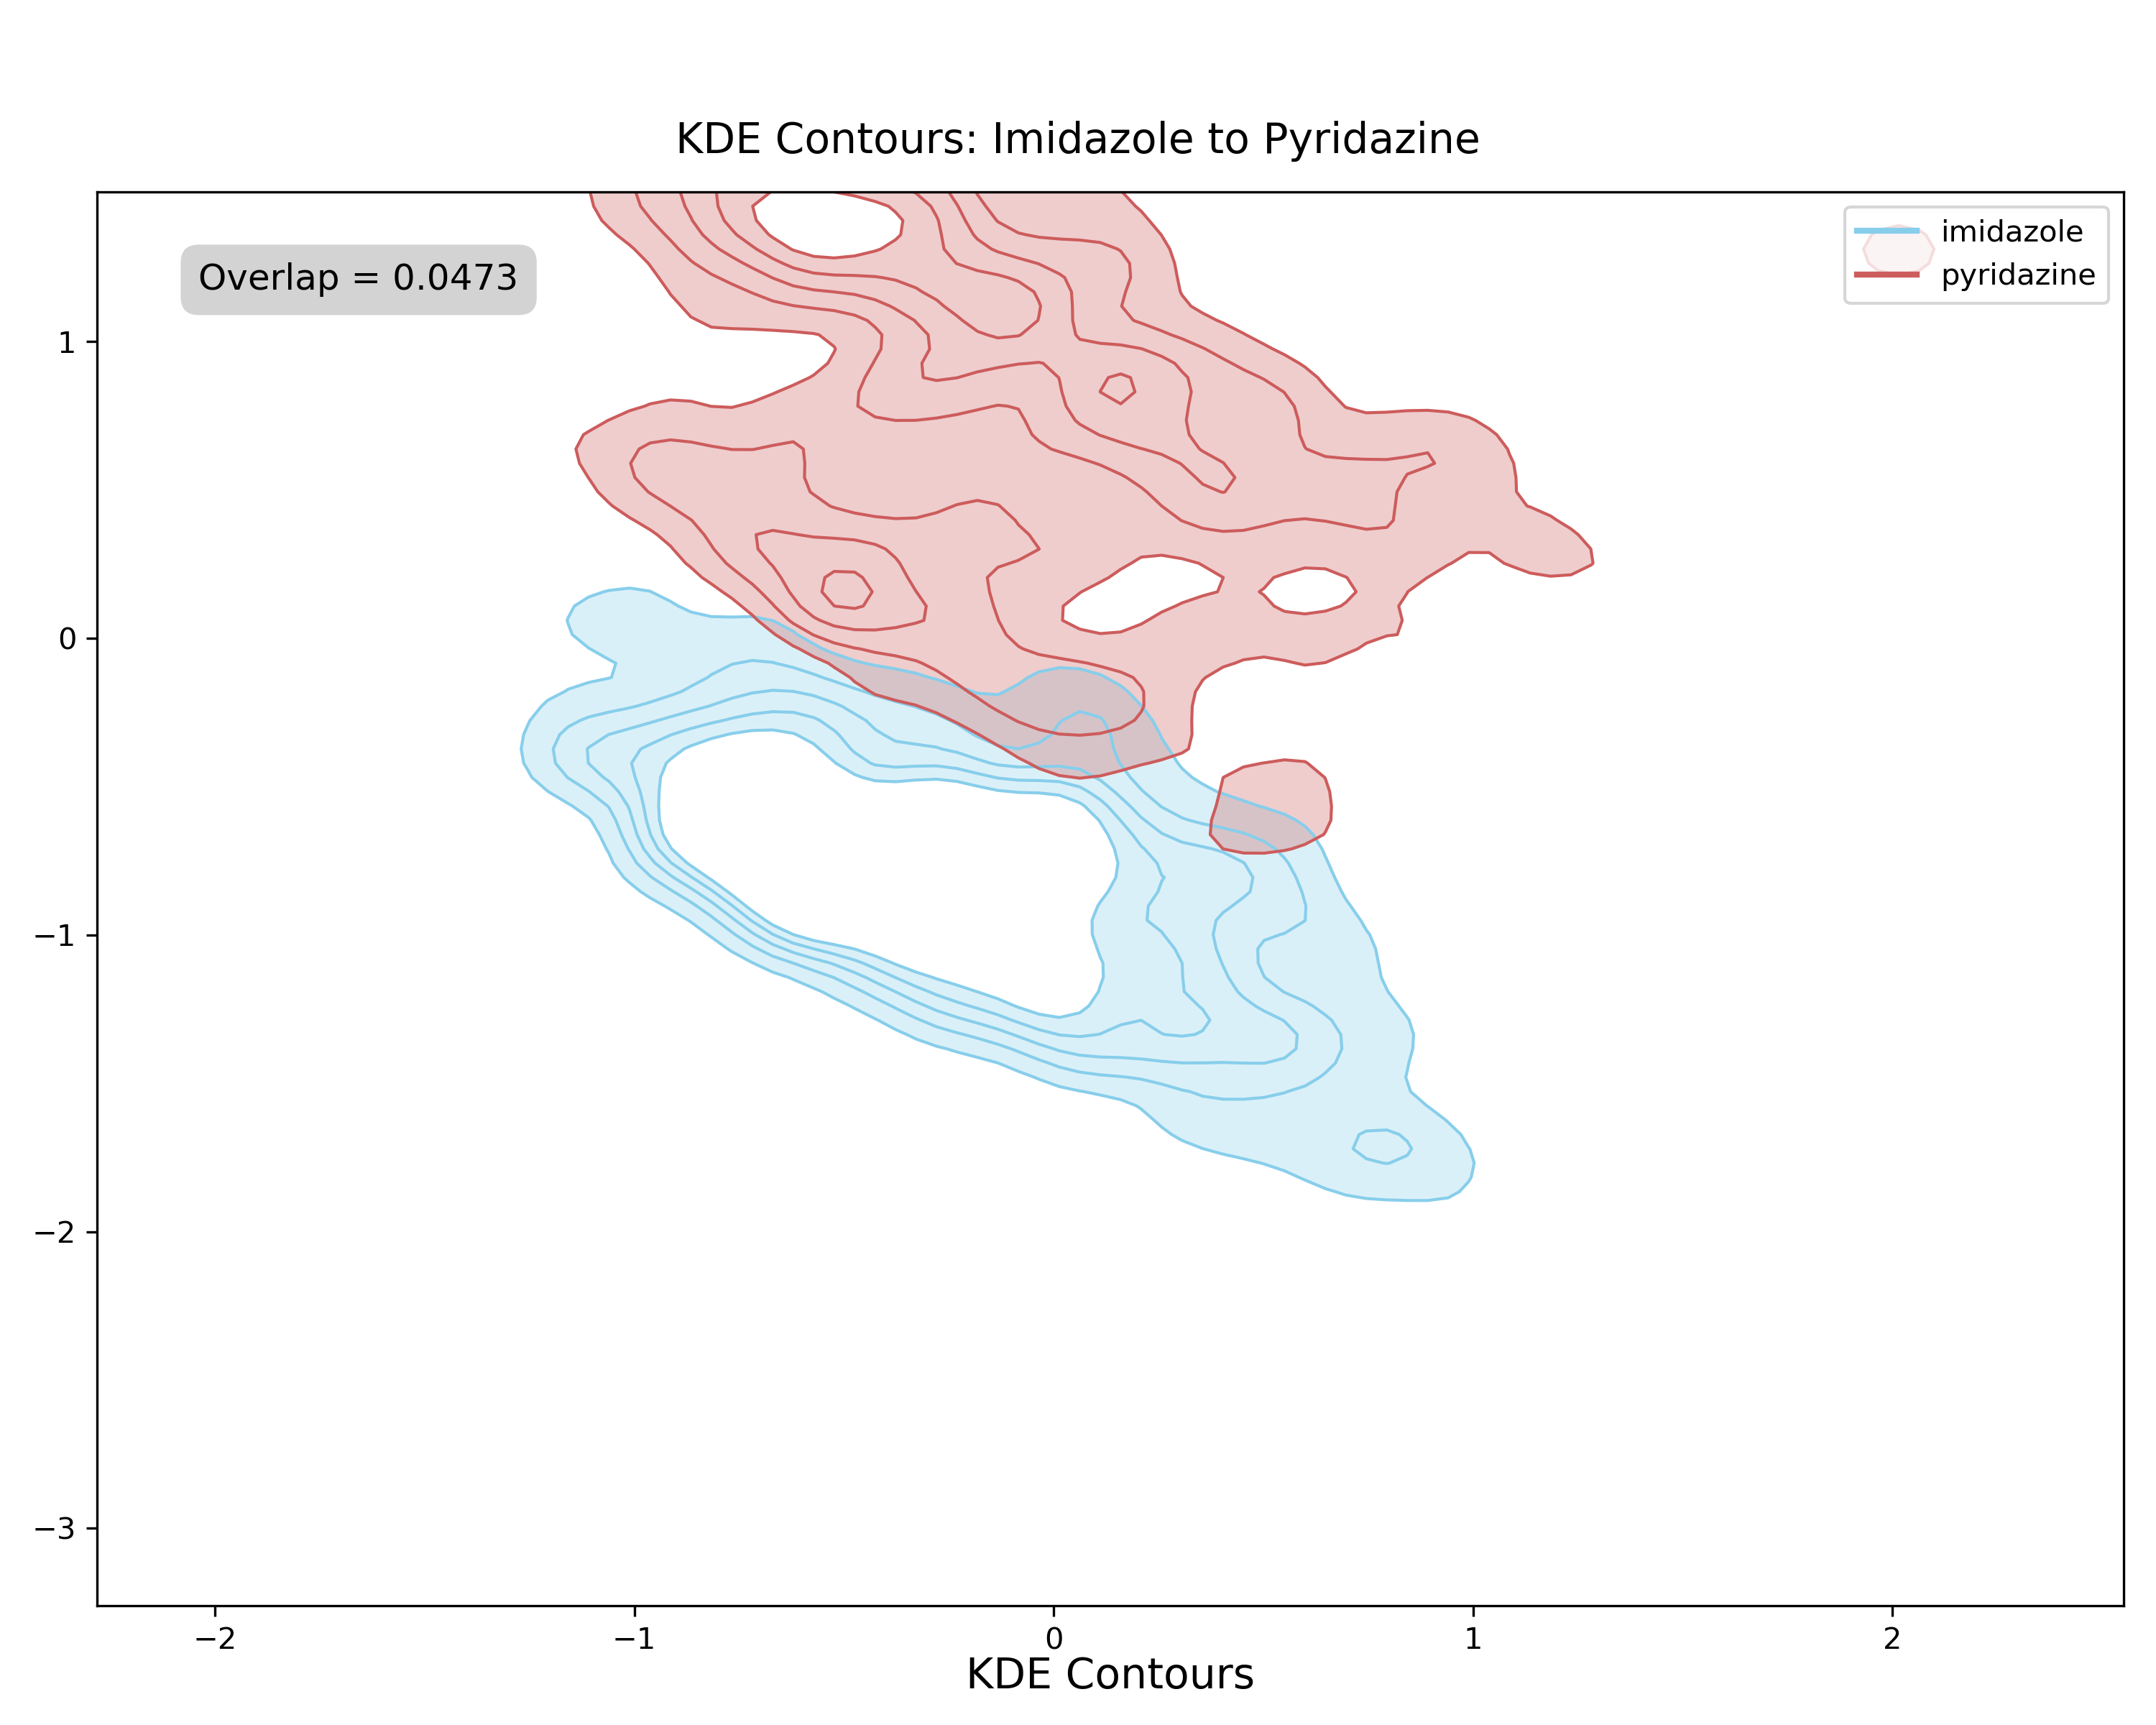 KDE Contours: Imidazole to Pyridazine
Overlap = 0.0473
imidazole
pyridazine
1
0
−1
−2
−3
−2
−1
0
1
2
KDE Contours